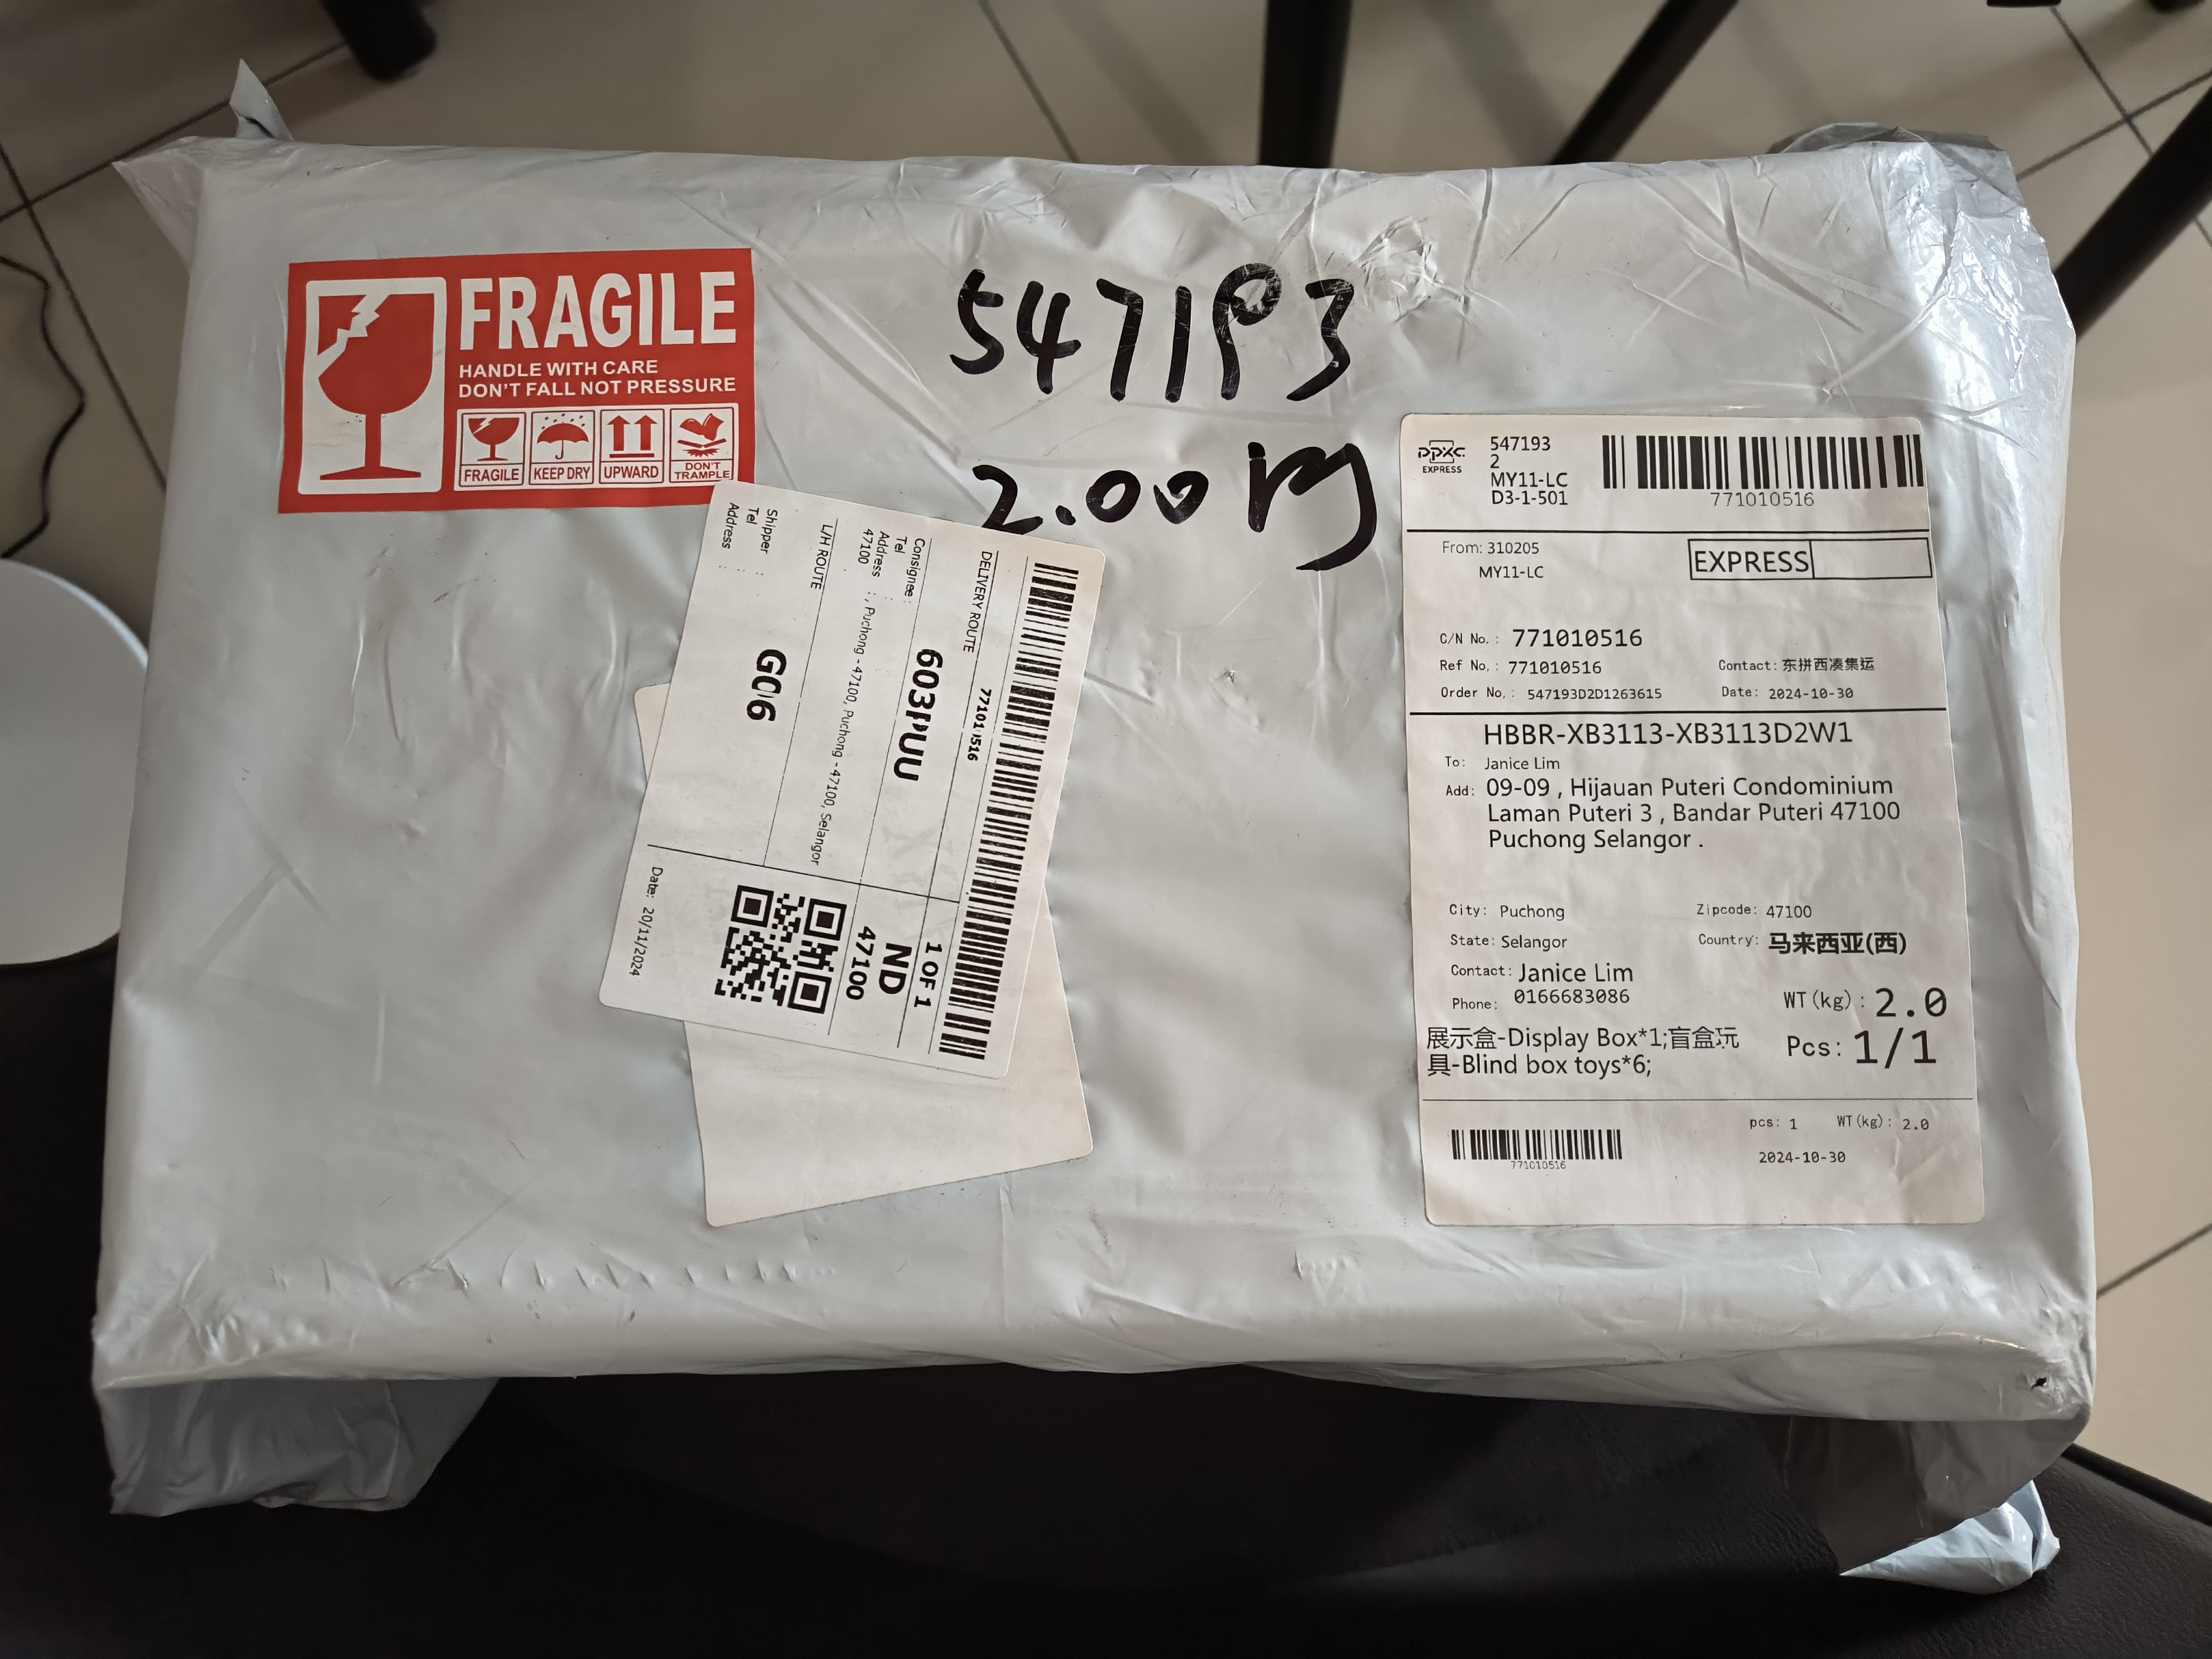 FRAGILE
HANDLE WITH CARE
DON'T FALL NOT PRESSURE
FRAGILE
KEEP DRY
UPWARD
DON'T TRAMPLE
547193
2.00
771010516
DELIVERY ROUTE
1 OF 1
Consignee :
Tel :
Address : , Puchong - 47100, Puchong - 47100, Selangor
47100
ND
47100
L/H ROUTE
G06
Shipper :
Tel :
Address :
Date: 20/11/2024
PPXC
EXPRESS
547193
2
MY11-LC
D3-1-501
771010516
From: 310205
MY11-LC
EXPRESS
C/N No.: 771010516
Ref No,: 771010516
Contact: 东拼西凑集运
Order No,: 547193D2D1263615
Date: 2024-10-30
HBBR-XB3113-XB3113D2W1
To: Janice Lim
Add: 09-09 , Hijauan Puteri Condominium
Laman Puteri 3 , Bandar Puteri 47100
Puchong Selangor .
City: Puchong
Zipcode: 47100
State: Selangor
Country: 马来西亚(西)
Contact: Janice Lim
Phone: 0166683086
WT(kg): 2.0
展示盒-Display Box*1;盲盒玩
具-Blind box toys*6;
Pcs: 1/1
pcs: 1 WT(kg): 2.0
771010516
2024-10-30